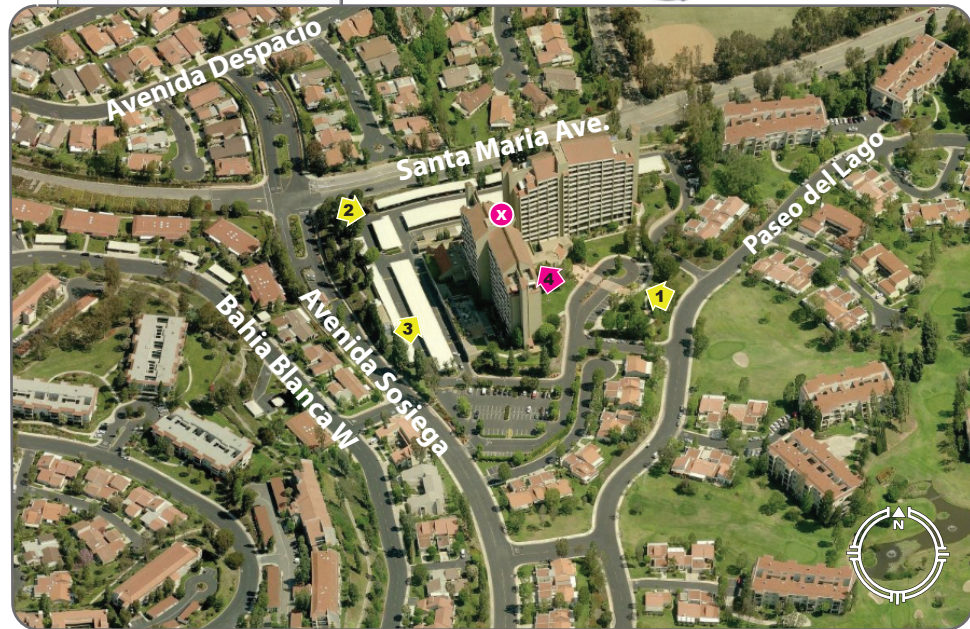 Avenida Despacio
Santa Maria Ave.
Paseo del Lago
2
X
4
1
3
Bahia Blanca W
Avenida Sosiega
N